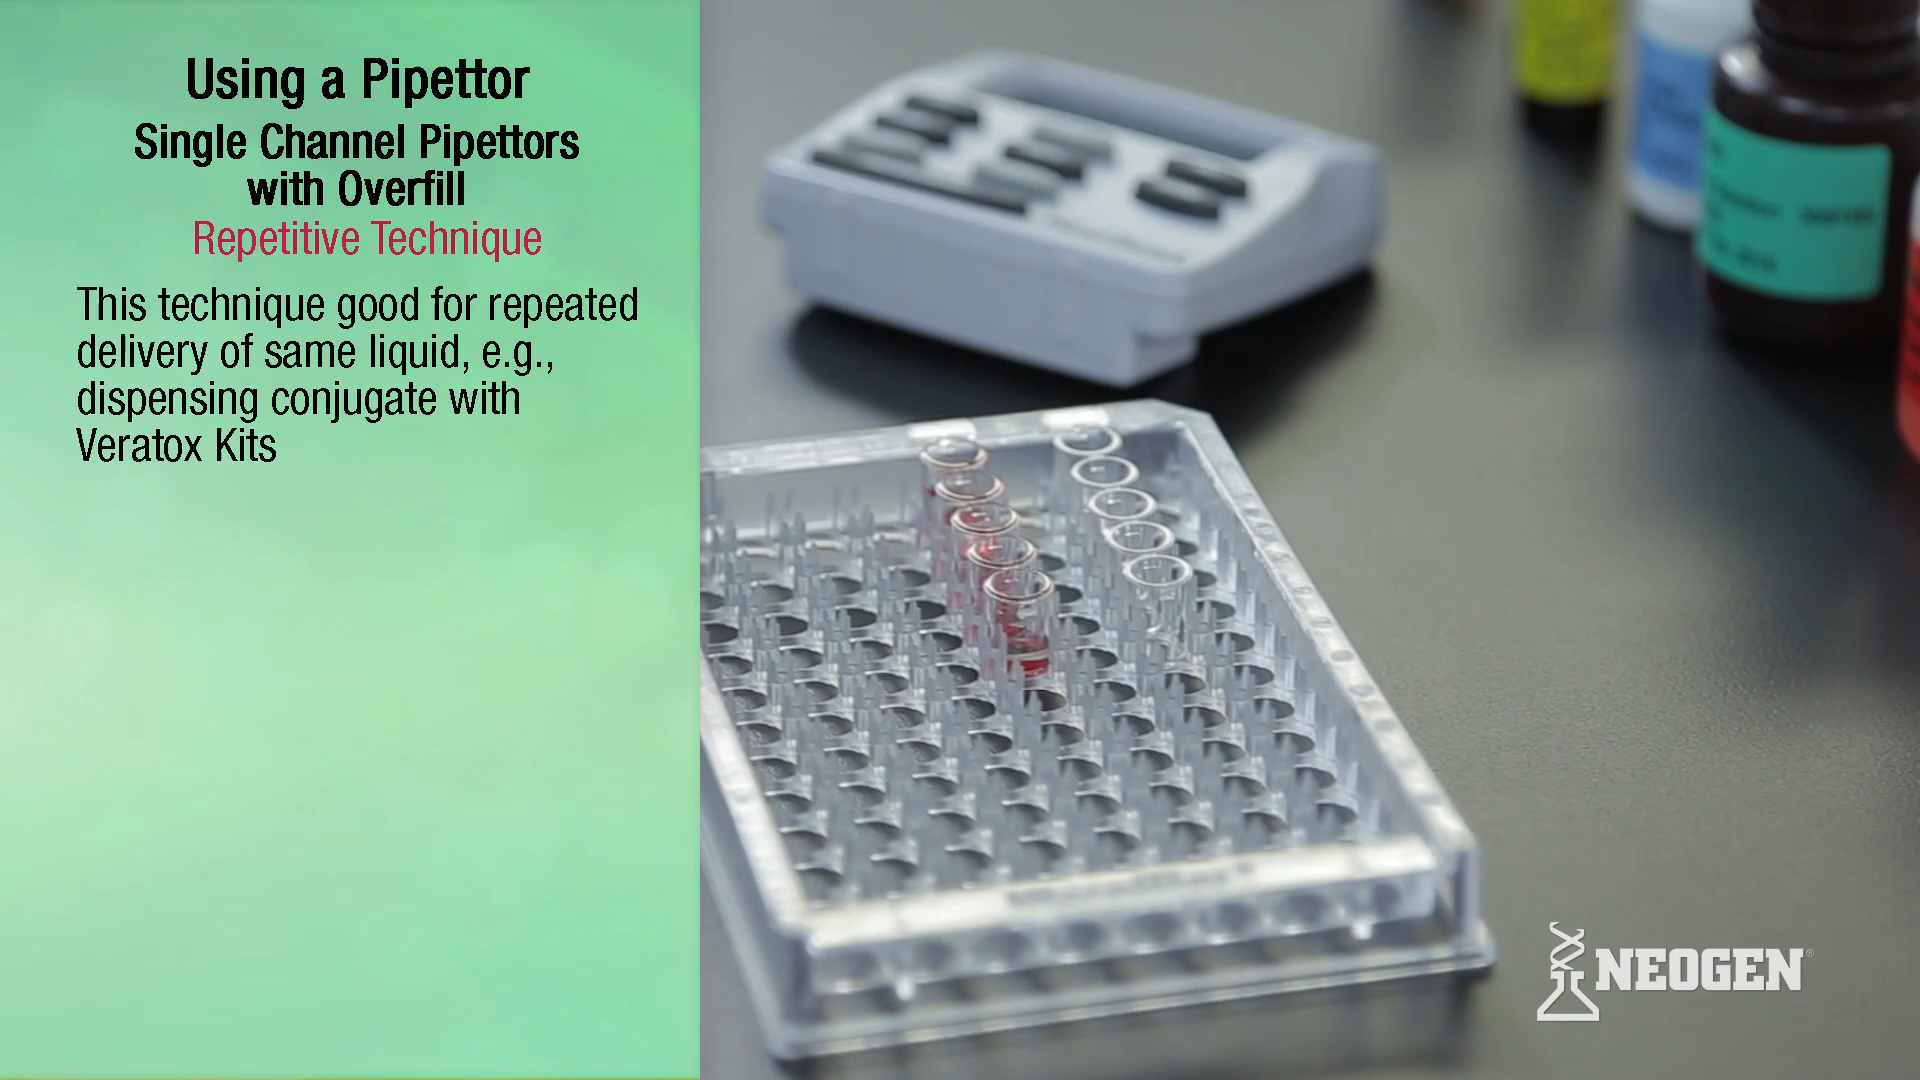 Using a Pipettor
Single Channel Pipettors
with Overfill
Repetitive Technique
This technique good for repeated
delivery of same liquid, e.g.,
dispensing conjugate with
Veratox Kits
NEOGEN®